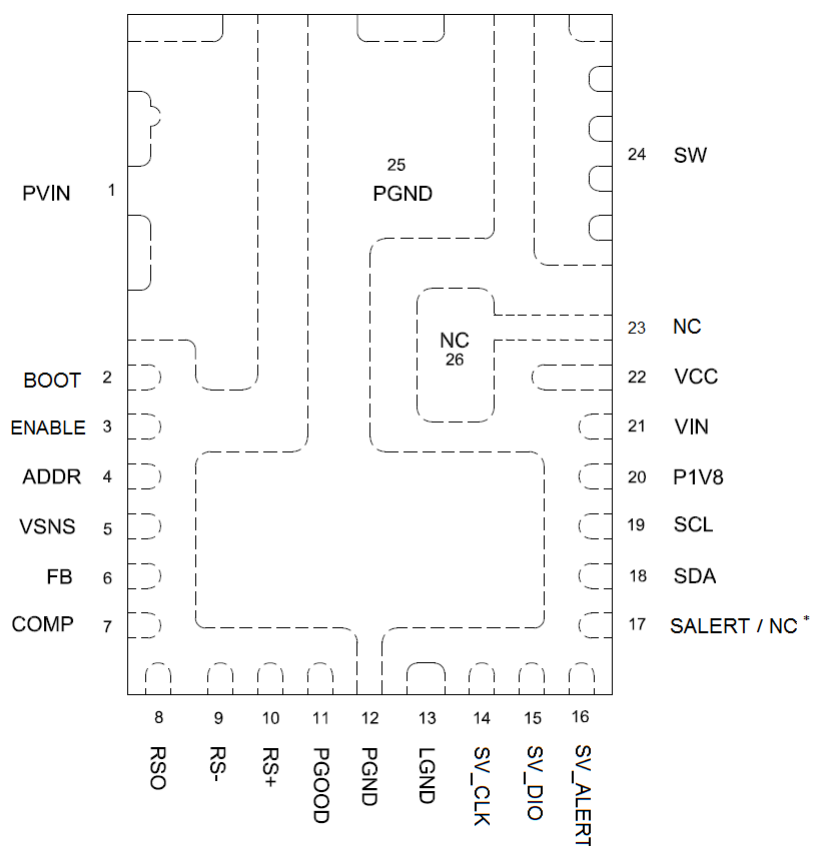 25
PGND
24 SW
PVIN 1
23 NC
NC
26
BOOT 2
22 VCC
ENABLE 3
21 VIN
ADDR 4
20 P1V8
VSNS 5
19 SCL
FB 6
18 SDA
COMP 7
17 SALERT / NC *
8 9 10 11 12 13 14 15 16
RSO
RS-
RS+
PGOOD
PGND
LGND
SV_CLK
SV_DIO
SV_ALERT